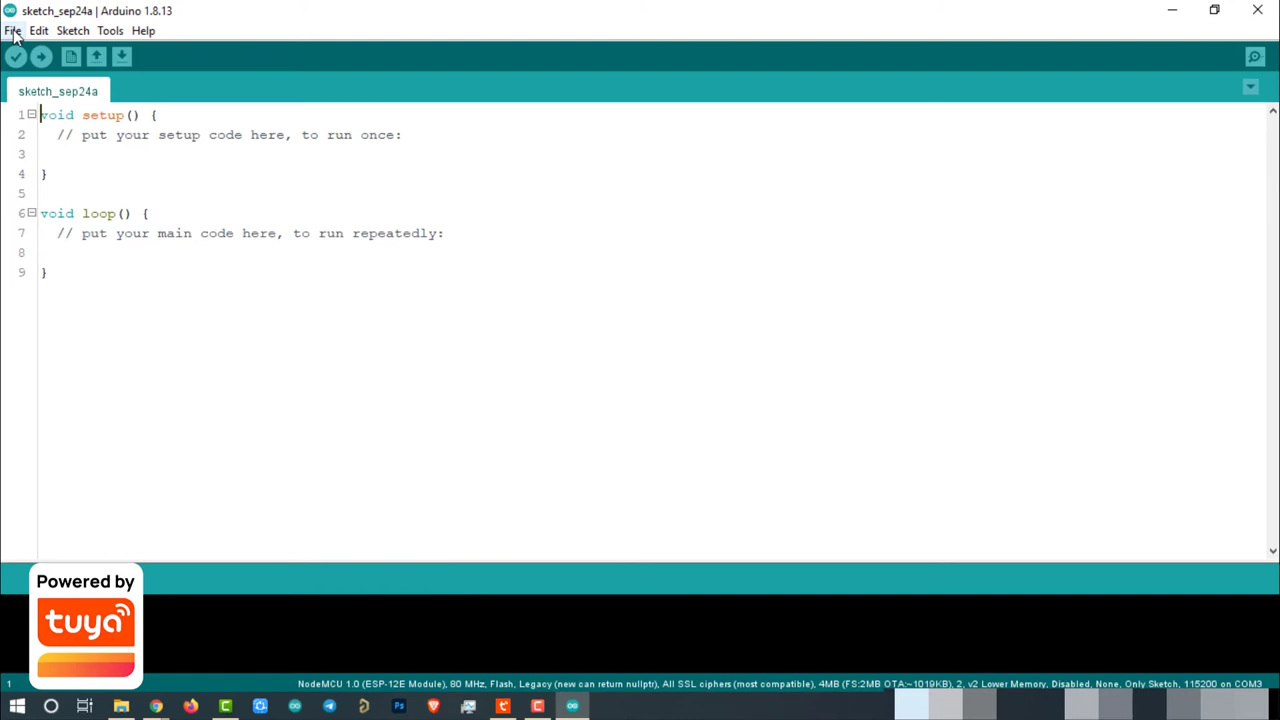 sketch_sep24a | Arduino 1.8.13
File Edit Sketch Tools Help
sketch_sep24a
1 void setup() {
2 // put your setup code here, to run once:
3
4 }
5
6 void loop() {
7 // put your main code here, to run repeatedly:
8
9 }
Powered by
tuya
1 NodeMCU 1.0 (ESP-12E Module), 80 MHz, Flash, Legacy (new can return nullptr), All SSL ciphers (most compatible), 4MB (FS:2MB OTA:~1019KB), 2, v2 Lower Memory, Disabled, None, Only Sketch, 115200 on COM3